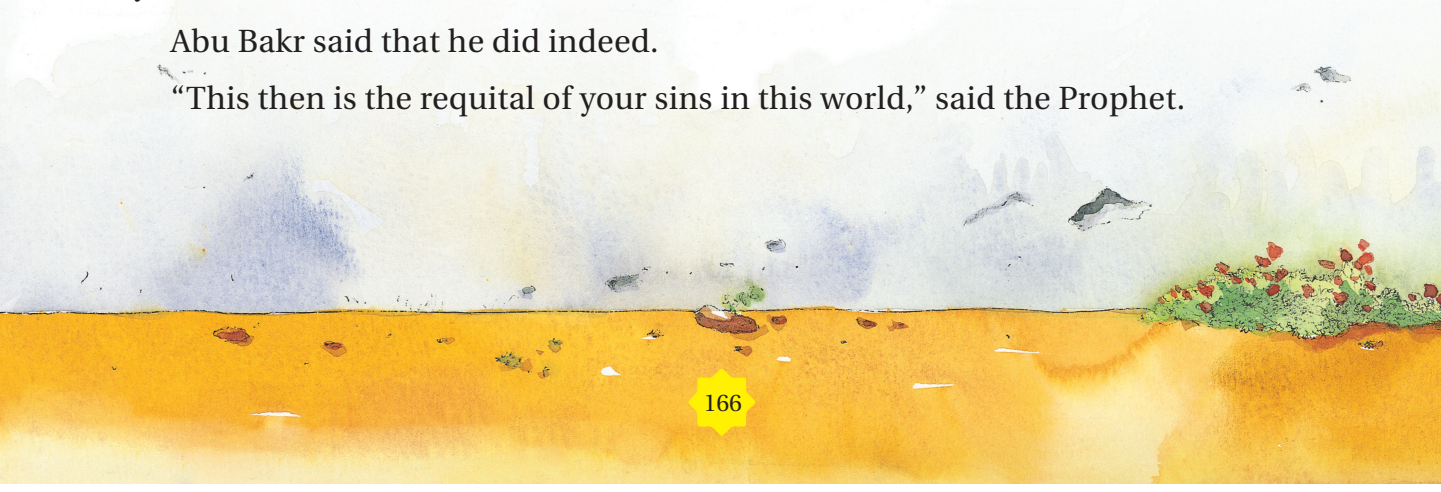 Abu Bakr said that he did indeed.
“This then is the requital of your sins in this world,” said the Prophet.
166